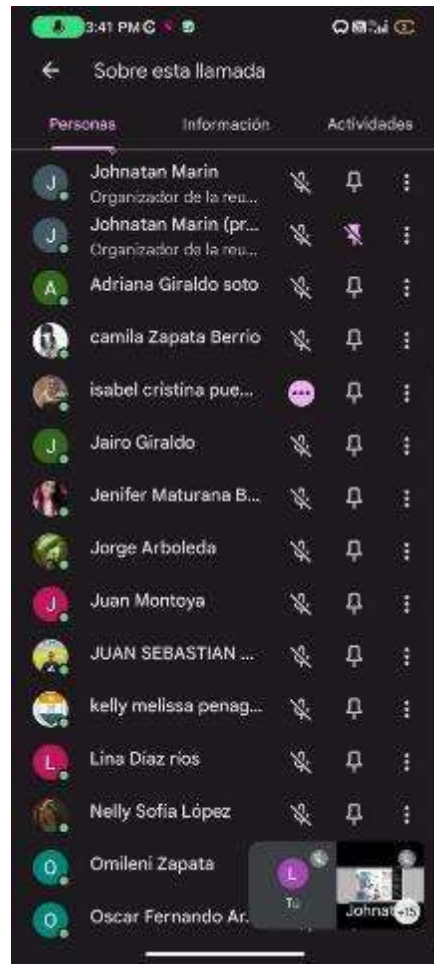 3:41 PM
Sobre esta llamada
Personas Información Actividades
J Johnatan Marin
Organizador de la reu...
J Johnatan Marin (pr...
Organizador de la reu...
A Adriana Giraldo soto
camila Zapata Berrio
isabel cristina pue...
J Jairo Giraldo
Jenifer Maturana B...
Jorge Arboleda
J Juan Montoya
JUAN SEBASTIAN ...
kelly melissa penag...
L Lina Diaz rios
Nelly Sofia López
O Omileni Zapata
L
Tú
Johnat +15
O Oscar Fernando Ar...